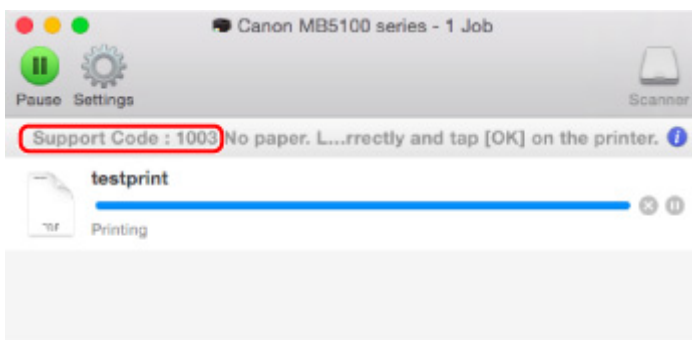 Canon MB5100 series - 1 Job
Pause Settings
Scanner
Support Code : 1003 No paper. L...rrectly and tap [OK] on the printer.
testprint
Printing